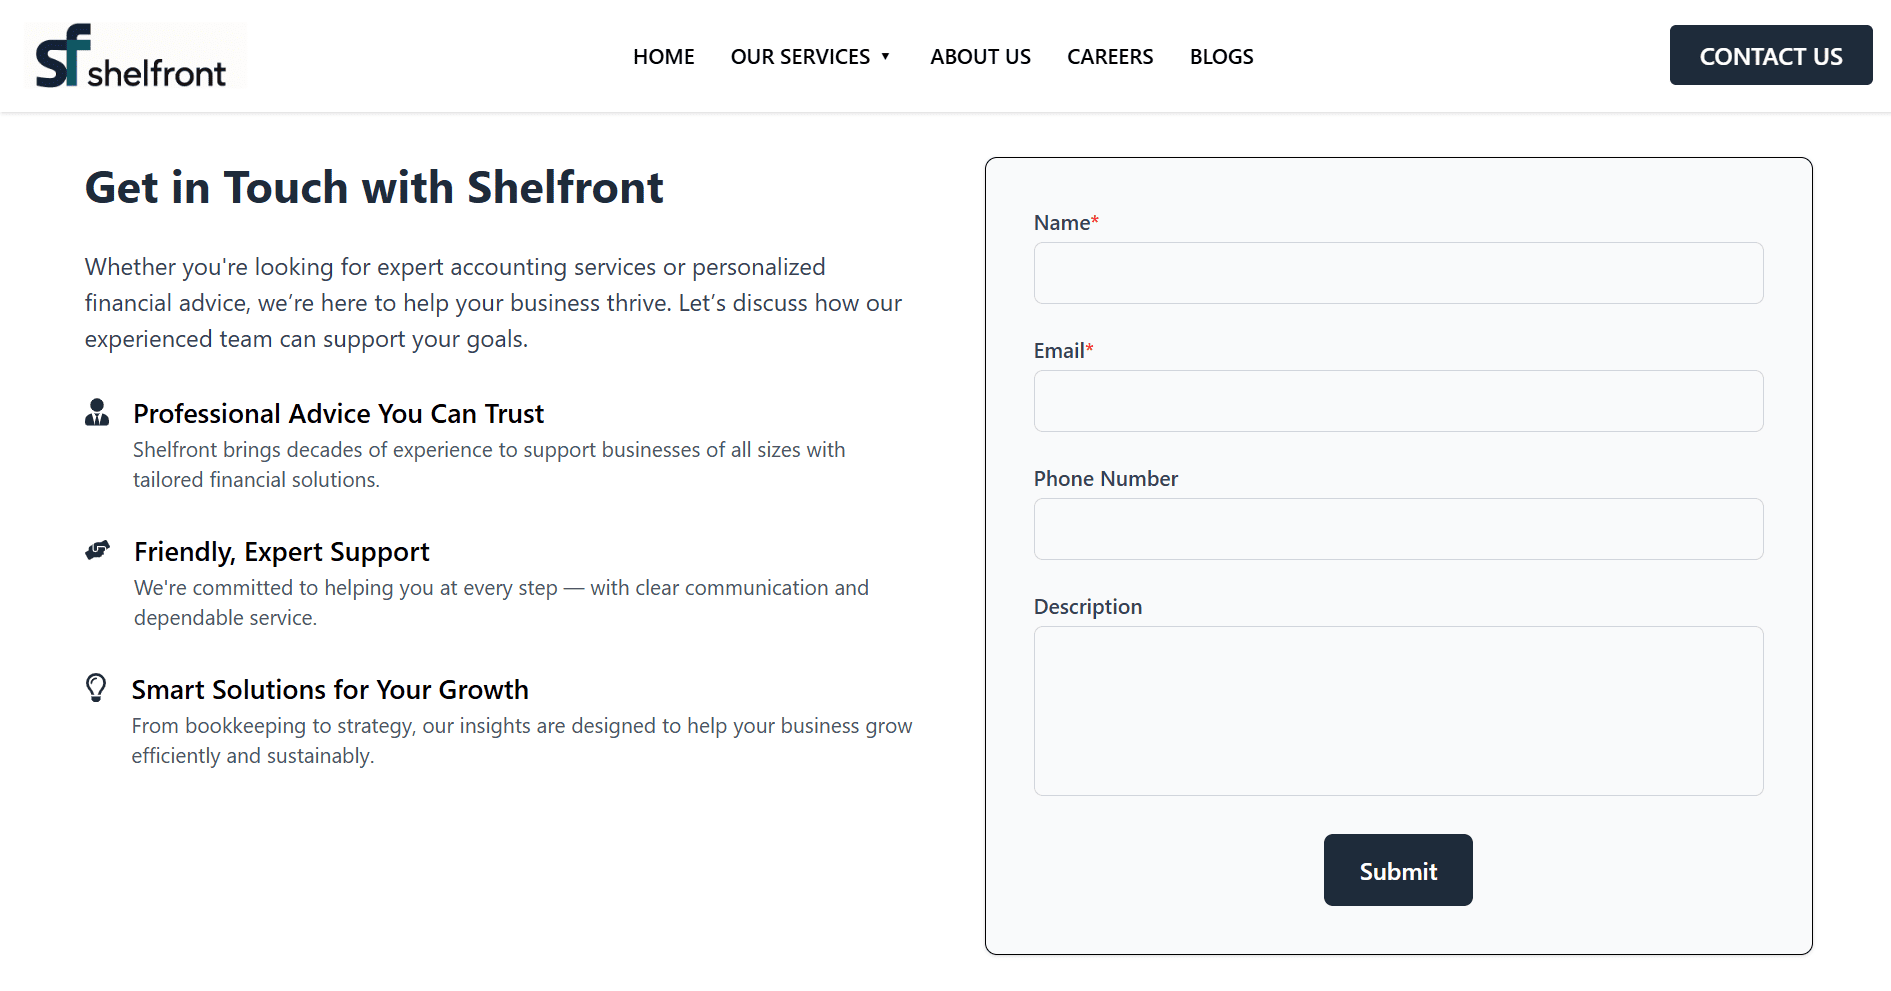 sf shelfront
HOME
OUR SERVICES ▼
ABOUT US
CAREERS
BLOGS
CONTACT US
Get in Touch with Shelfront
Whether you're looking for expert accounting services or personalized
financial advice, we’re here to help your business thrive. Let’s discuss how our
experienced team can support your goals.
Professional Advice You Can Trust
Shelfront brings decades of experience to support businesses of all sizes with
tailored financial solutions.
Friendly, Expert Support
We're committed to helping you at every step — with clear communication and
dependable service.
Smart Solutions for Your Growth
From bookkeeping to strategy, our insights are designed to help your business grow
efficiently and sustainably.
Name*
Email*
Phone Number
Description
Submit